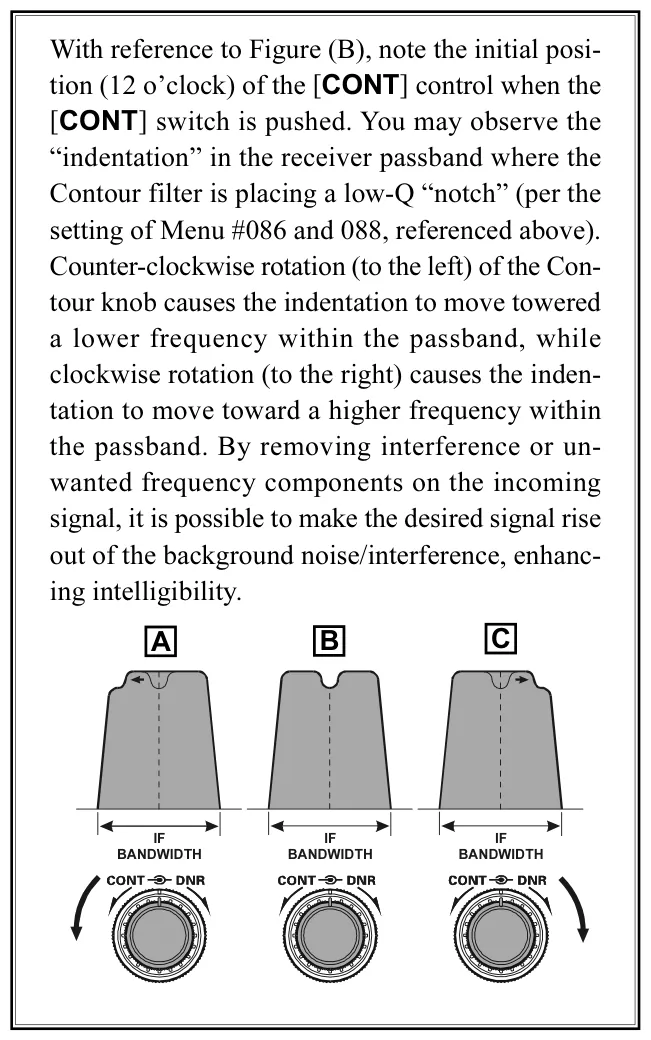 With reference to Figure (B), note the initial posi-
tion (12 o’clock) of the [CONT] control when the
[CONT] switch is pushed. You may observe the
“indentation” in the receiver passband where the
Contour filter is placing a low-Q “notch” (per the
setting of Menu #086 and 088, referenced above).
Counter-clockwise rotation (to the left) of the Con-
tour knob causes the indentation to move towered
a lower frequency within the passband, while
clockwise rotation (to the right) causes the inden-
tation to move toward a higher frequency within
the passband. By removing interference or un-
wanted frequency components on the incoming
signal, it is possible to make the desired signal rise
out of the background noise/interference, enhanc-
ing intelligibility.
A B C
IF IF IF
BANDWIDTH BANDWIDTH BANDWIDTH
CONT DNR CONT DNR CONT DNR